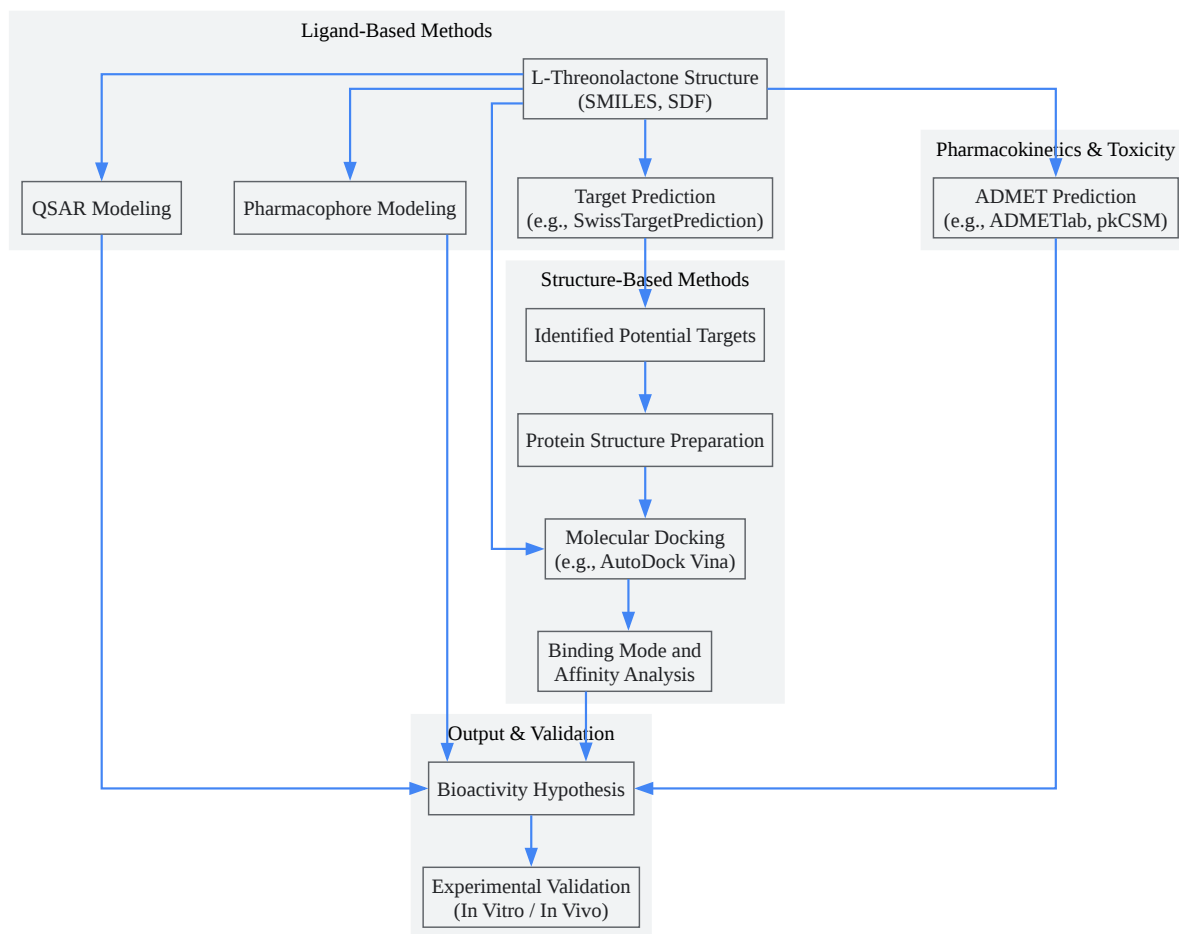 Ligand-Based Methods
L-Threonolactone Structure
(SMILES, SDF)
Pharmacokinetics & Toxicity
QSAR Modeling
Pharmacophore Modeling
Target Prediction
(e.g., SwissTargetPrediction)
ADMET Prediction
(e.g., ADMETlab, pkCSM)
Structure-Based Methods
Identified Potential Targets
Protein Structure Preparation
Molecular Docking
(e.g., AutoDock Vina)
Binding Mode and
Affinity Analysis
Output & Validation
Bioactivity Hypothesis
Experimental Validation
(In Vitro / In Vivo)